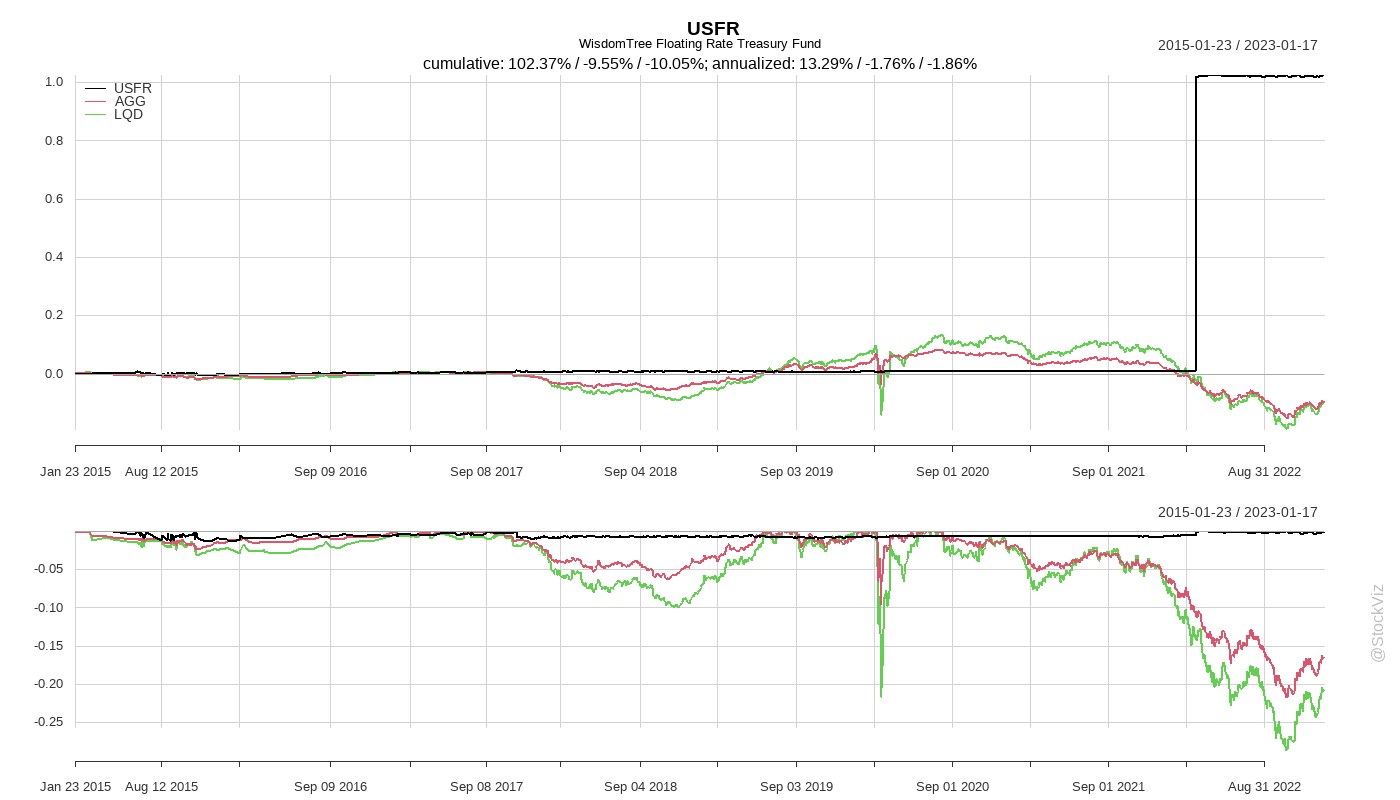 USFR
WisdomTree Floating Rate Treasury Fund
2015-01-23 / 2023-01-17
cumulative: 102.37% / -9.55% / -10.05%; annualized: 13.29% / -1.76% / -1.86%
USFR
AGG
LQD
1.0
0.8
0.6
0.4
0.2
0.0
Jan 23 2015 Aug 12 2015 Sep 09 2016 Sep 08 2017 Sep 04 2018 Sep 03 2019 Sep 01 2020 Sep 01 2021 Aug 31 2022
2015-01-23 / 2023-01-17
-0.05
-0.10
-0.15
-0.20
-0.25
Jan 23 2015 Aug 12 2015 Sep 09 2016 Sep 08 2017 Sep 04 2018 Sep 03 2019 Sep 01 2020 Sep 01 2021 Aug 31 2022
@StockViz